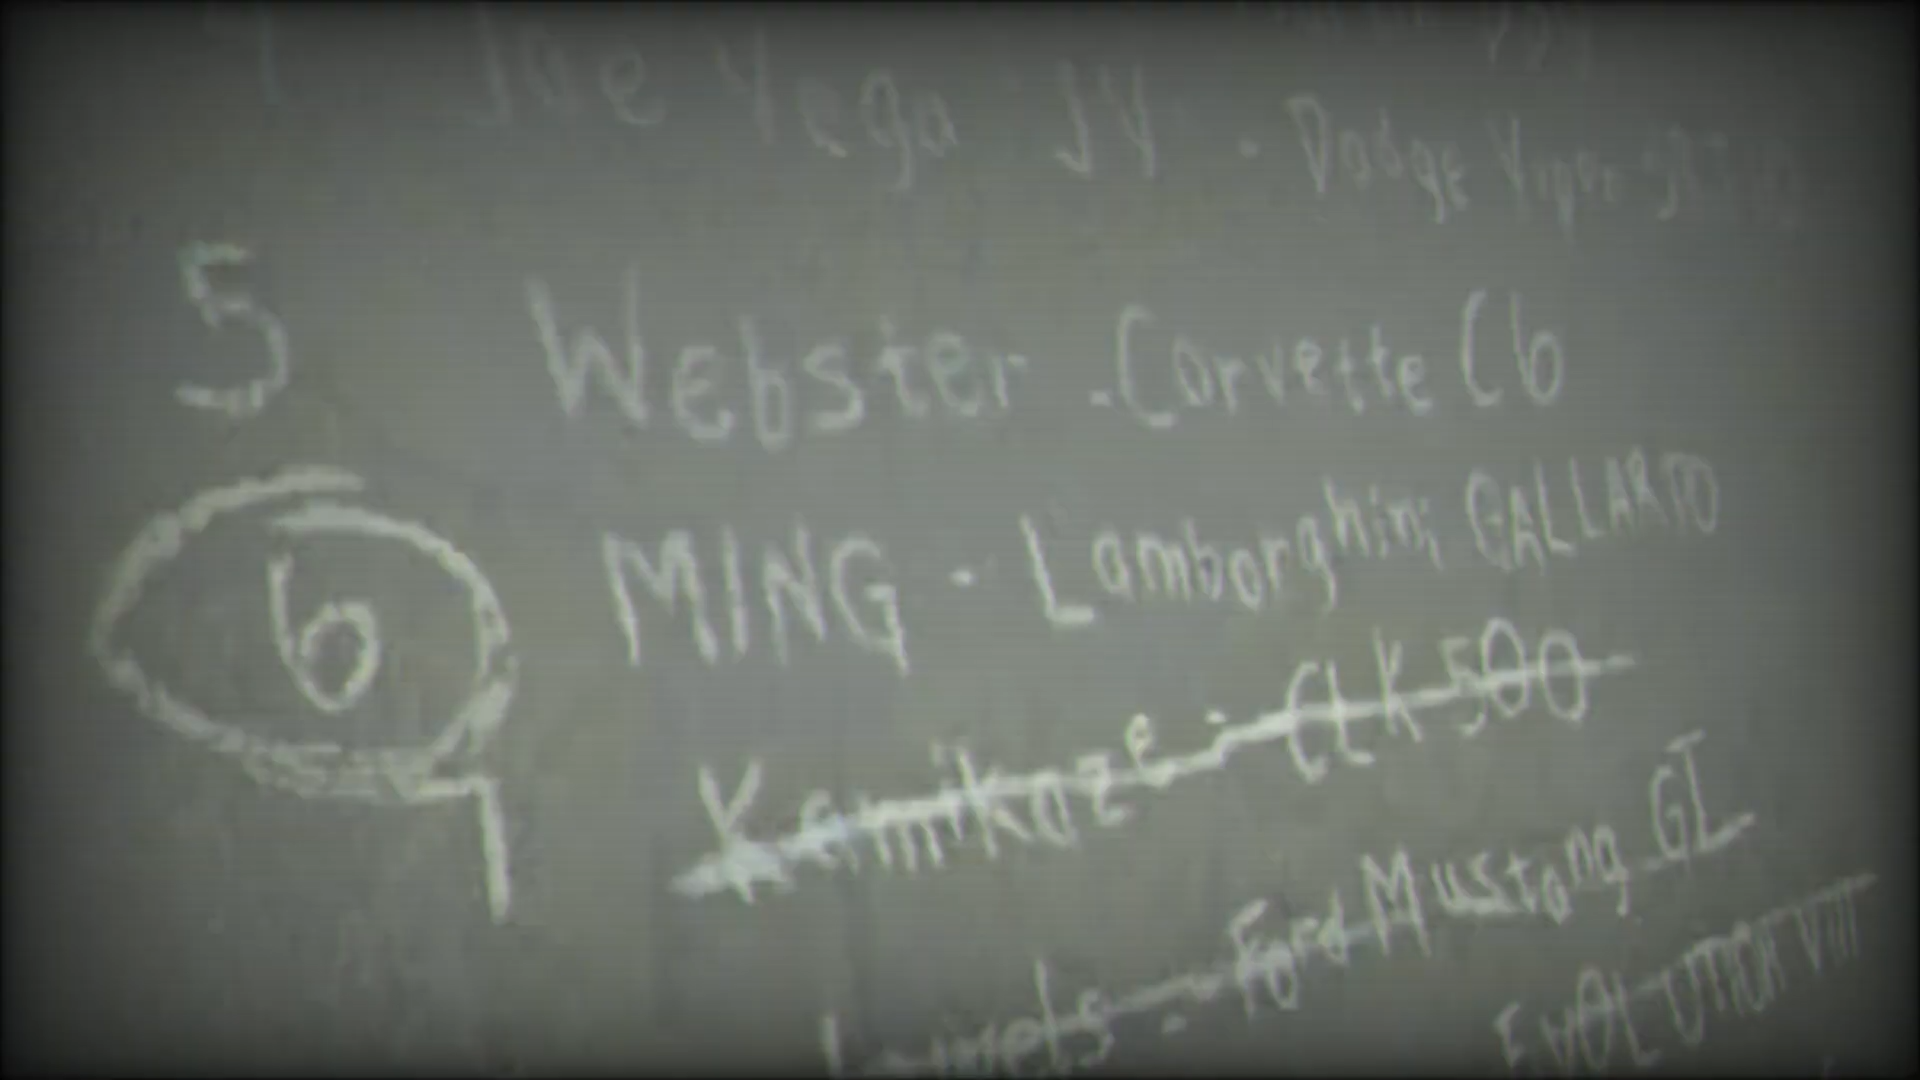 Joe Vega JV - Dodge Viper
5 Webster - Corvette C6
6 MING - Lamborghini GALLARDO
Kamikaze - CLK 500
- Ford Mustang GT
EVOLUTION VIII